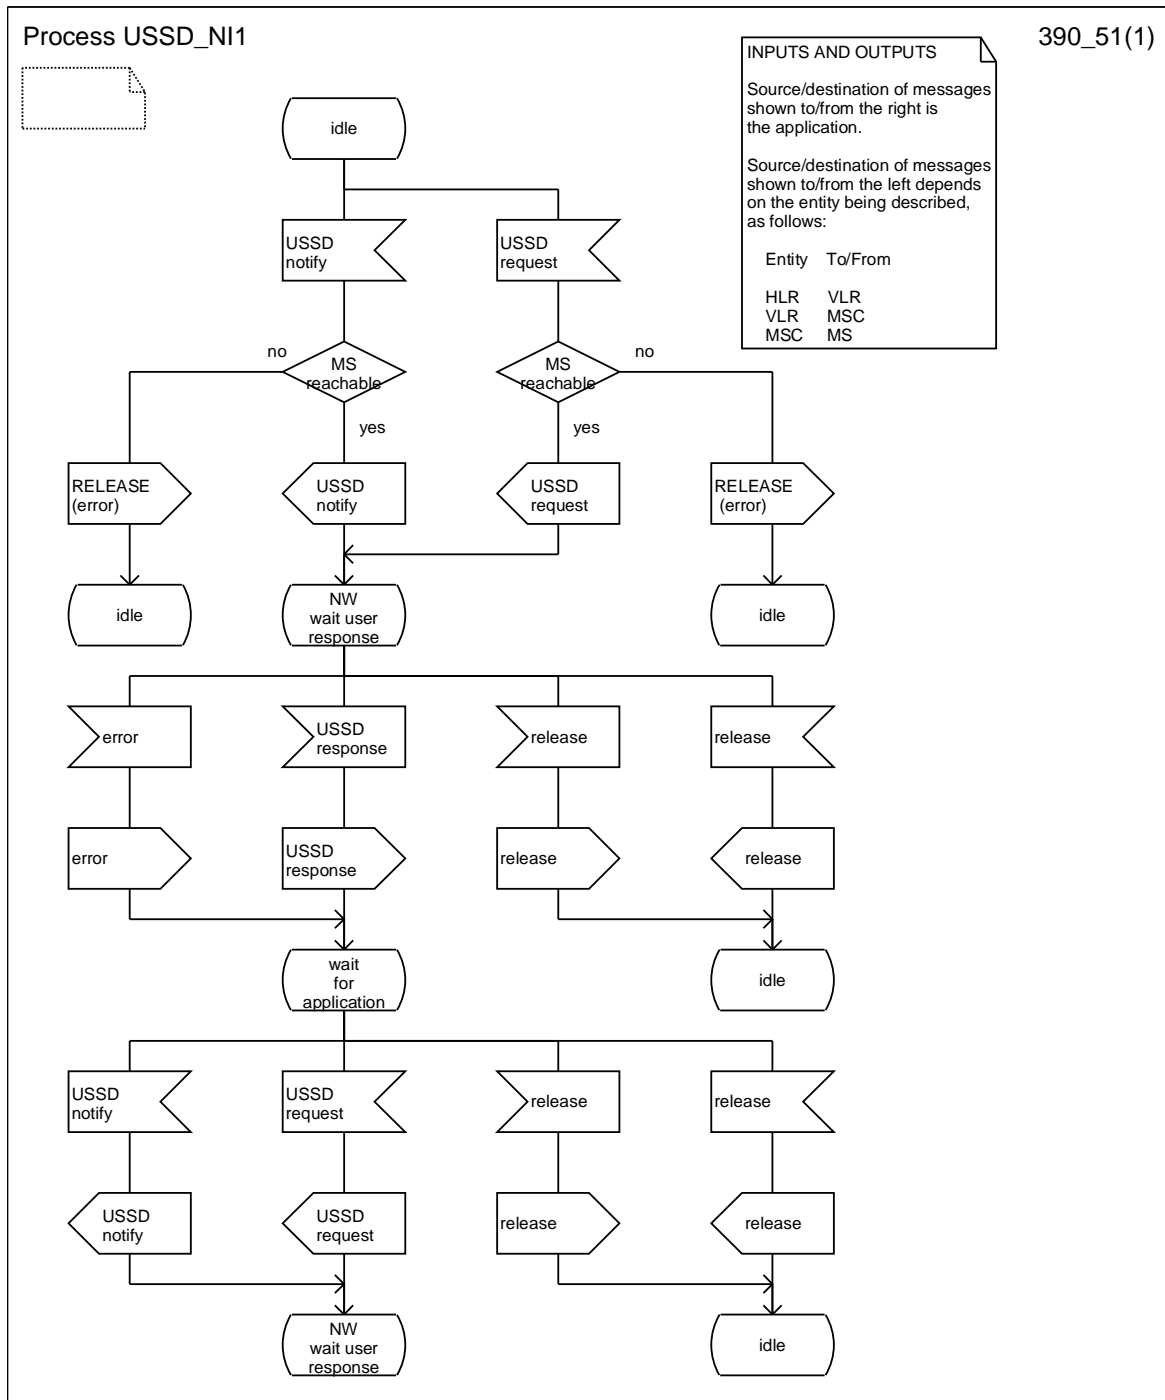 Process USSD_NI1
390_51(1)
INPUTS AND OUTPUTS
Source/destination of messages
shown to/from the right is
the application.
Source/destination of messages
shown to/from the left depends
on the entity being described,
as follows:
Entity To/From
HLR VLR
VLR MSC
MSC MS
idle
USSD
notify
USSD
request
no
MS
reachable
yes
MS
reachable
no
yes
RELEASE
(error)
USSD
notify
USSD
request
RELEASE
(error)
idle
NW
wait user
response
idle
error
USSD
response
release
release
error
USSD
response
release
release
wait
for
application
idle
USSD
notify
USSD
request
release
release
USSD
notify
USSD
request
release
release
NW
wait user
response
idle